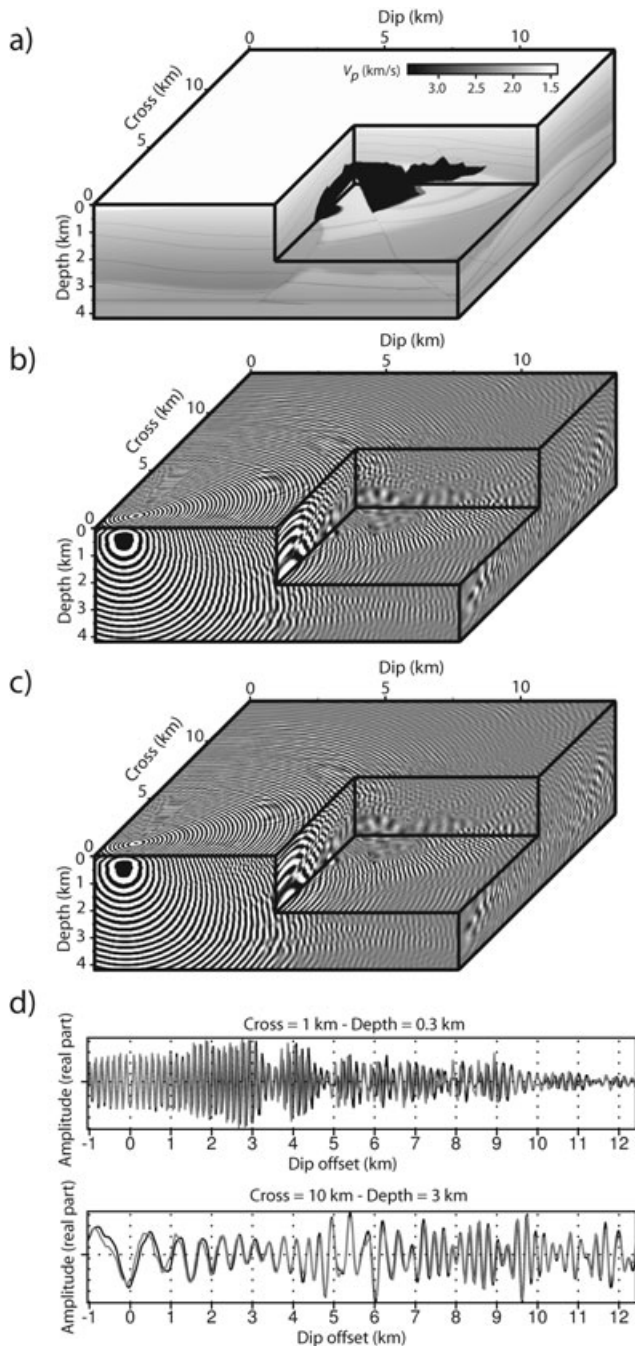 a)
Dip (km)
0 5 10
Vp (km/s)
3.0 2.5 2.0 1.5
Cross (km)
10
5
0
Depth (km)
0
1
2
3
4
b)
Dip (km)
0 5 10
Cross (km)
10
5
0
Depth (km)
0
1
2
3
4
c)
Dip (km)
0 5 10
Cross (km)
10
5
0
Depth (km)
0
1
2
3
4
d)
Cross = 1 km - Depth = 0.3 km
Amplitude (real part)
-1 0 1 2 3 4 5 6 7 8 9 10 11 12
Dip offset (km)
Cross = 10 km - Depth = 3 km
Amplitude (real part)
-1 0 1 2 3 4 5 6 7 8 9 10 11 12
Dip offset (km)